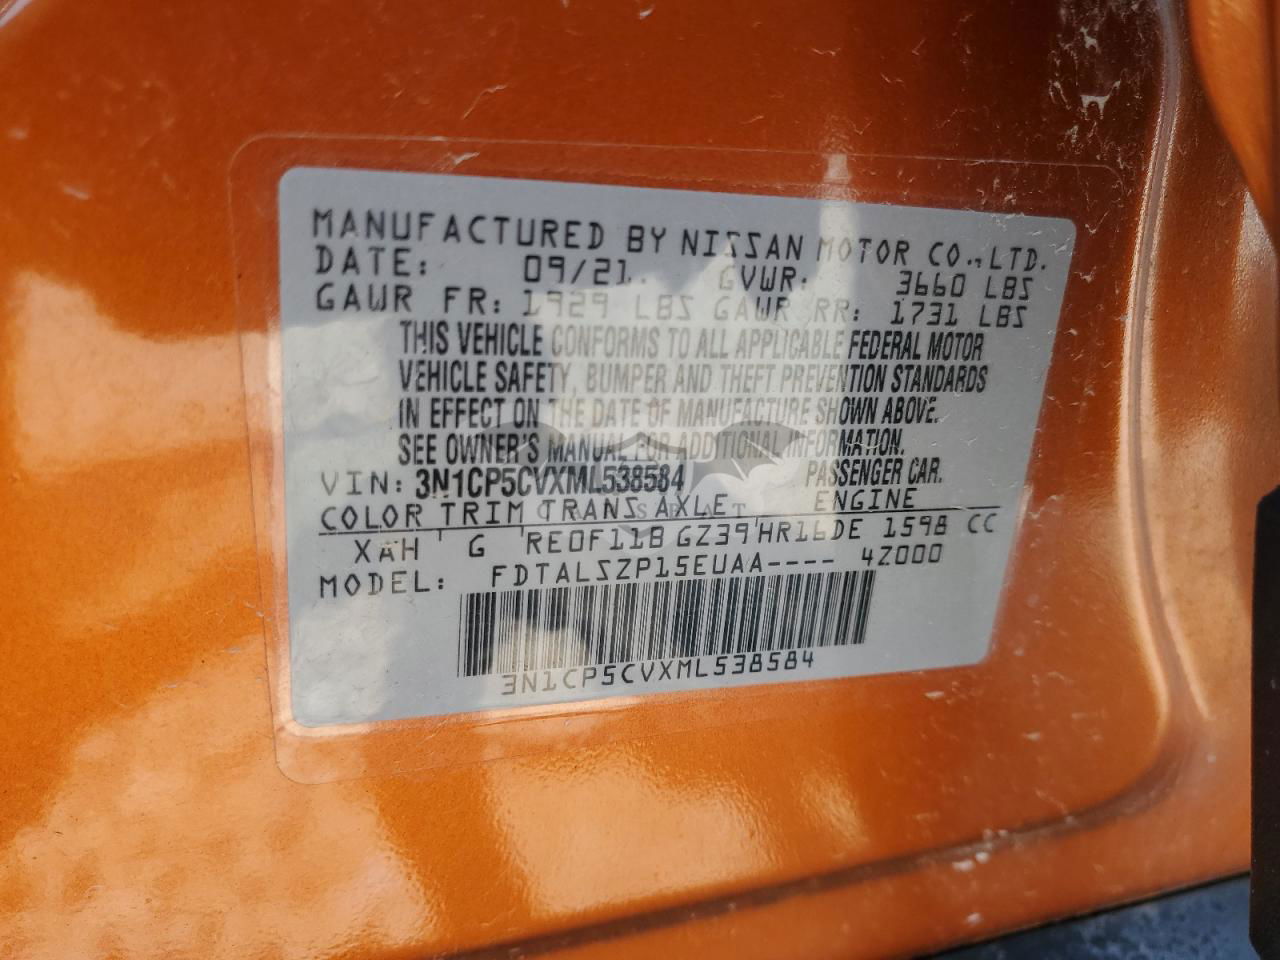 MANUFACTURED BY NISSAN MOTOR CO., LTD.
DATE: 09/21. GVWR: 3660 LBS
GAWR FR: 1929 LBS GAWR RR: 1731 LBS
THIS VEHICLE CONFORMS TO ALL APPLICABLE FEDERAL MOTOR
VEHICLE SAFETY, BUMPER AND THEFT PREVENTION STANDARDS
IN EFFECT ON THE DATE OF MANUFACTURE SHOWN ABOVE.
SEE OWNER'S MANUAL FOR ADDITIONAL INFORMATION.
VIN: 3N1CP5CVXML538584 PASSENGER CAR.
COLOR TRIM TRANS AXLE ENGINE
XAH G RE0F11B GZ39 HR16DE 1598 CC
MODEL: FDTALSZP15EUAA---- 4Z000
3N1CP5CVXML538584